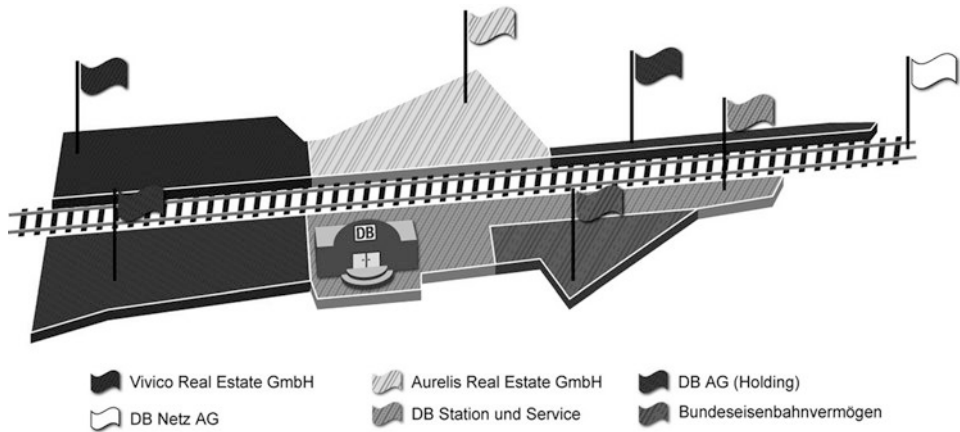 DB
Vivico Real Estate GmbH
Aurelis Real Estate GmbH
DB AG (Holding)
DB Netz AG
DB Station und Service
Bundeseisenbahnvermögen